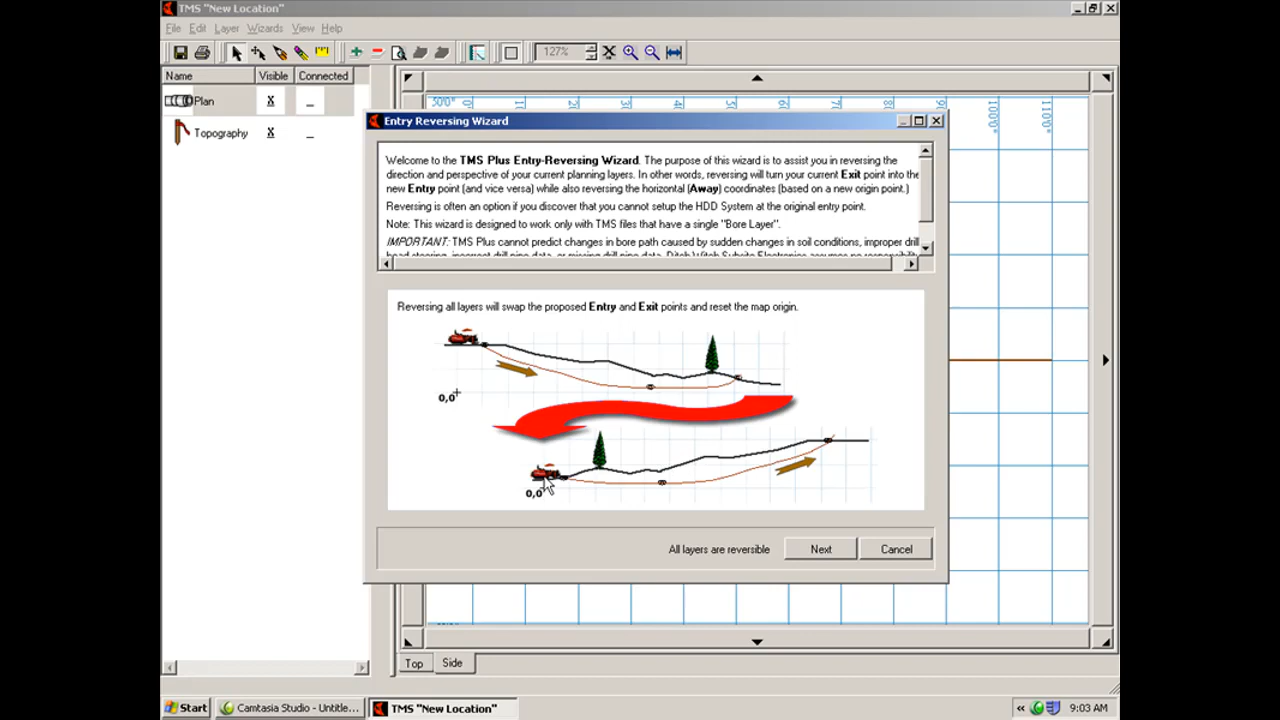 TMS "New Location"
File Edit Layer Wizards View Help
127%
Name Visible Connected
Plan X _
Topography X _
Entry Reversing Wizard
Welcome to the TMS Plus Entry-Reversing Wizard. The purpose of this wizard is to assist you in reversing the
direction and perspective of your current planning layers. In other words, reversing will turn your current Exit point into the
new Entry point (and vice versa) while also reversing the horizontal (Away) coordinates (based on a new origin point.)
Reversing is often an option if you discover that you cannot setup the HDD System at the original entry point.
Note: This wizard is designed to work only with TMS files that have a single "Bore Layer".
IMPORTANT: TMS Plus cannot predict changes in bore path caused by sudden changes in soil conditions, improper drill
Reversing all layers will swap the proposed Entry and Exit points and reset the map origin.
0,0
0,0
All layers are reversible Next Cancel
100'0" 110'0"
Top Side
Start Camtasia Studio - Untitle... TMS "New Location" « 9:03 AM